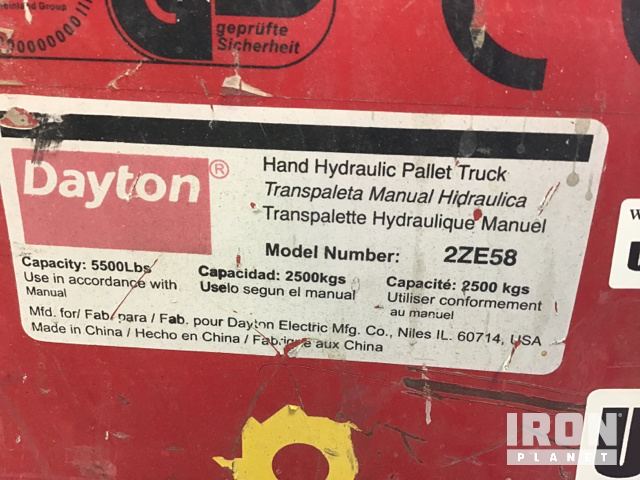 einland Group
geprüfte
Sicherheit
Dayton®
Hand Hydraulic Pallet Truck
Transpaleta Manual Hidraulica
Transpalette Hydraulique Manuel
Model Number: 2ZE58
Capacity: 5500Lbs
Use in accordance with
Manual
Capacidad: 2500kgs
Uselo segun el manual
Capacité: 2500 kgs
Utiliser conformement
au manuel
Mfd. for/ Fab. para / Fab. pour Dayton Electric Mfg. Co., Niles IL. 60714, USA
Made in China / Hecho en China / Fabrique aux China
IRON
PLANET